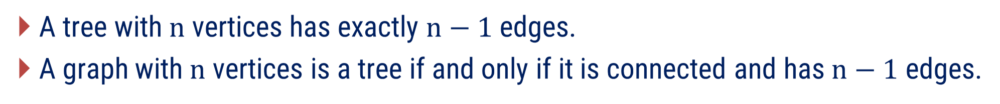 A tree with n vertices has exactly n − 1 edges.
A graph with n vertices is a tree if and only if it is connected and has n − 1 edges.